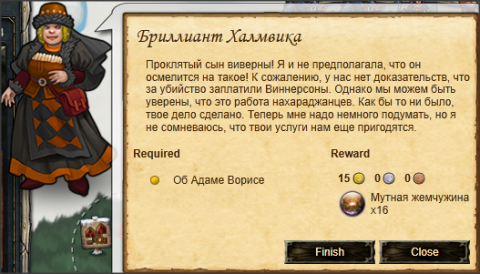 Бриллиант Халмвика
Проклятый сын виверны! Я и не предполагала, что он
осмелится на такое! К сожалению, у нас нет доказательств, что
за убийство заплатили Виннерсоны. Однако мы можем быть
уверены, что это работа нахараджанцев. Как бы то ни было,
твое дело сделано. Теперь мне надо немного подумать, но я
не сомневаюсь, что твои услуги нам еще пригодятся.
Required
Reward
Об Адаме Ворисе
15 0 0
Мутная жемчужина
x16
Finish
Close